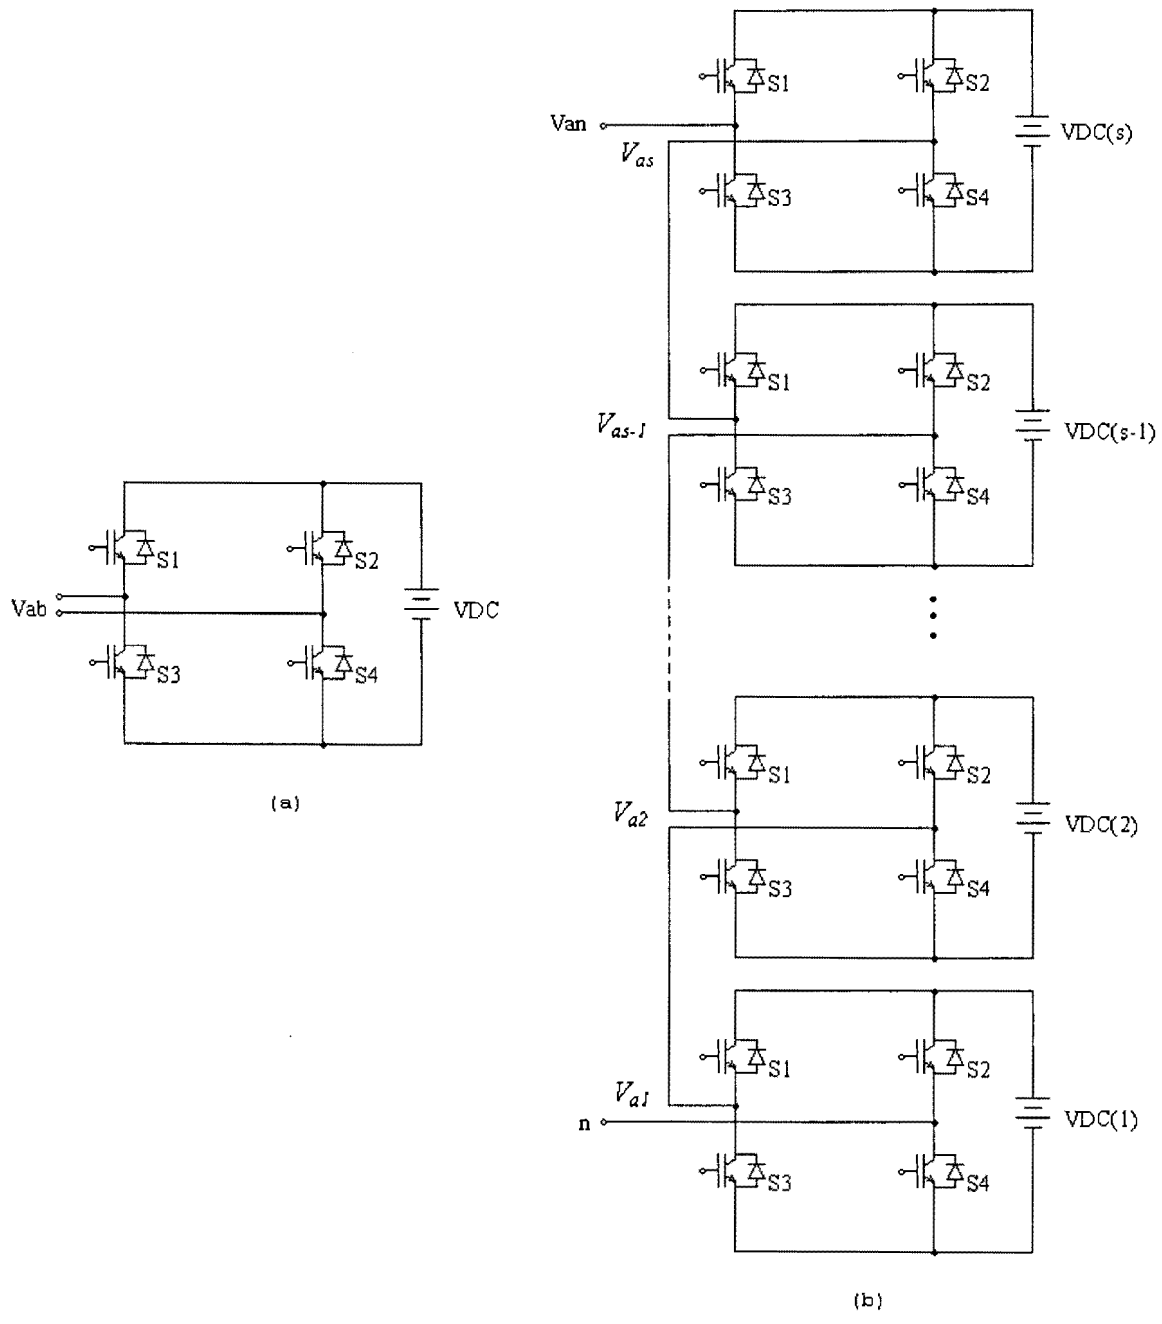 S1
S2
Van
VDC(s)
Vas
S3
S4
S1
S2
Vas-1
VDC(s-1)
S3
S4
S1
S2
Vab
VDC
S3
S4
(a)
S1
S2
Va2
VDC(2)
S3
S4
S1
S2
Va1
VDC(1)
n
S3
S4
(b)